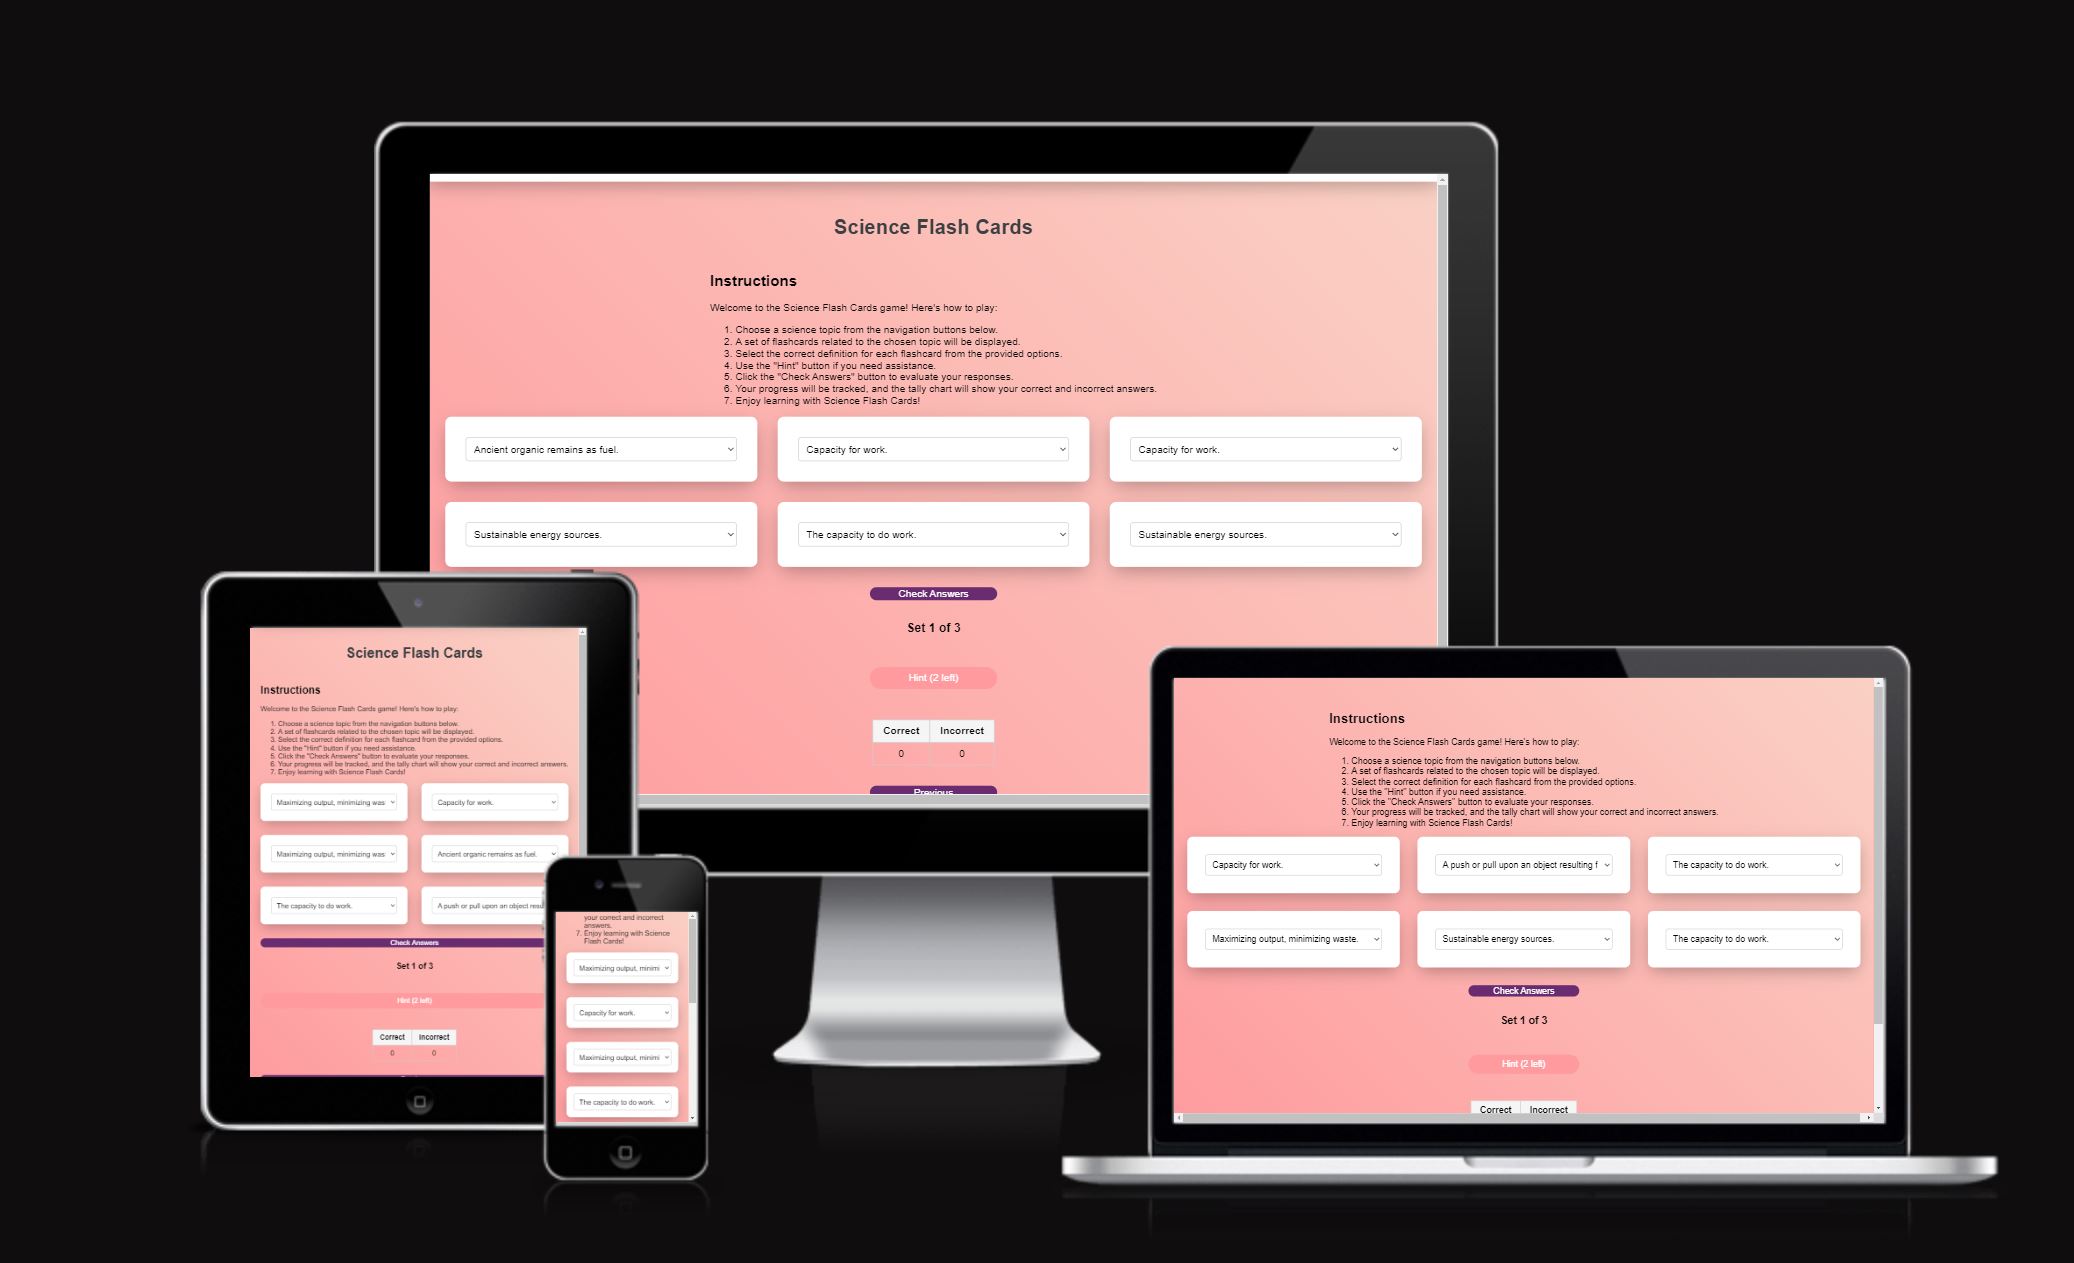 Science Flash Cards
Instructions
Welcome to the Science Flash Cards game! Here's how to play:
1. Choose a science topic from the navigation buttons below.
2. A set of flashcards related to the chosen topic will be displayed.
3. Select the correct definition for each flashcard from the provided options.
4. Use the "Hint" button if you need assistance.
5. Click the "Check Answers" button to evaluate your responses.
6. Your progress will be tracked, and the tally chart will show your correct and incorrect answers.
7. Enjoy learning with Science Flash Cards!
Ancient organic remains as fuel. Capacity for work. Capacity for work.
Sustainable energy sources. The capacity to do work. Sustainable energy sources.
Check Answers
Set 1 of 3
Hint (2 left)
Correct Incorrect
0 0
Previous
Science Flash Cards
Instructions
Welcome to the Science Flash Cards game! Here's how to play:
1. Choose a science topic from the navigation buttons below.
2. A set of flashcards related to the chosen topic will be displayed.
3. Select the correct definition for each flashcard from the provided options.
4. Use the "Hint" button if you need assistance.
5. Click the "Check Answers" button to evaluate your responses.
6. Your progress will be tracked, and the tally chart will show your correct and incorrect answers.
7. Enjoy learning with Science Flash Cards!
Maximizing output, minimizing was Capacity for work.
Maximizing output, minimizing was Ancient organic remains as fuel.
The capacity to do work. A push or pull upon an object resul
Check Answers
Set 1 of 3
Hint (2 left)
Correct Incorrect
0 0
your correct and incorrect
answers.
7. Enjoy learning with Science
Flash Cards!
Maximizing output, minimi
Capacity for work.
Maximizing output, minimi
The capacity to do work.
Instructions
Welcome to the Science Flash Cards game! Here's how to play:
1. Choose a science topic from the navigation buttons below.
2. A set of flashcards related to the chosen topic will be displayed.
3. Select the correct definition for each flashcard from the provided options.
4. Use the "Hint" button if you need assistance.
5. Click the "Check Answers" button to evaluate your responses.
6. Your progress will be tracked, and the tally chart will show your correct and incorrect answers.
7. Enjoy learning with Science Flash Cards!
Capacity for work. A push or pull upon an object resulting f The capacity to do work.
Maximizing output, minimizing waste. Sustainable energy sources. The capacity to do work.
Check Answers
Set 1 of 3
Hint (2 left)
Correct Incorrect